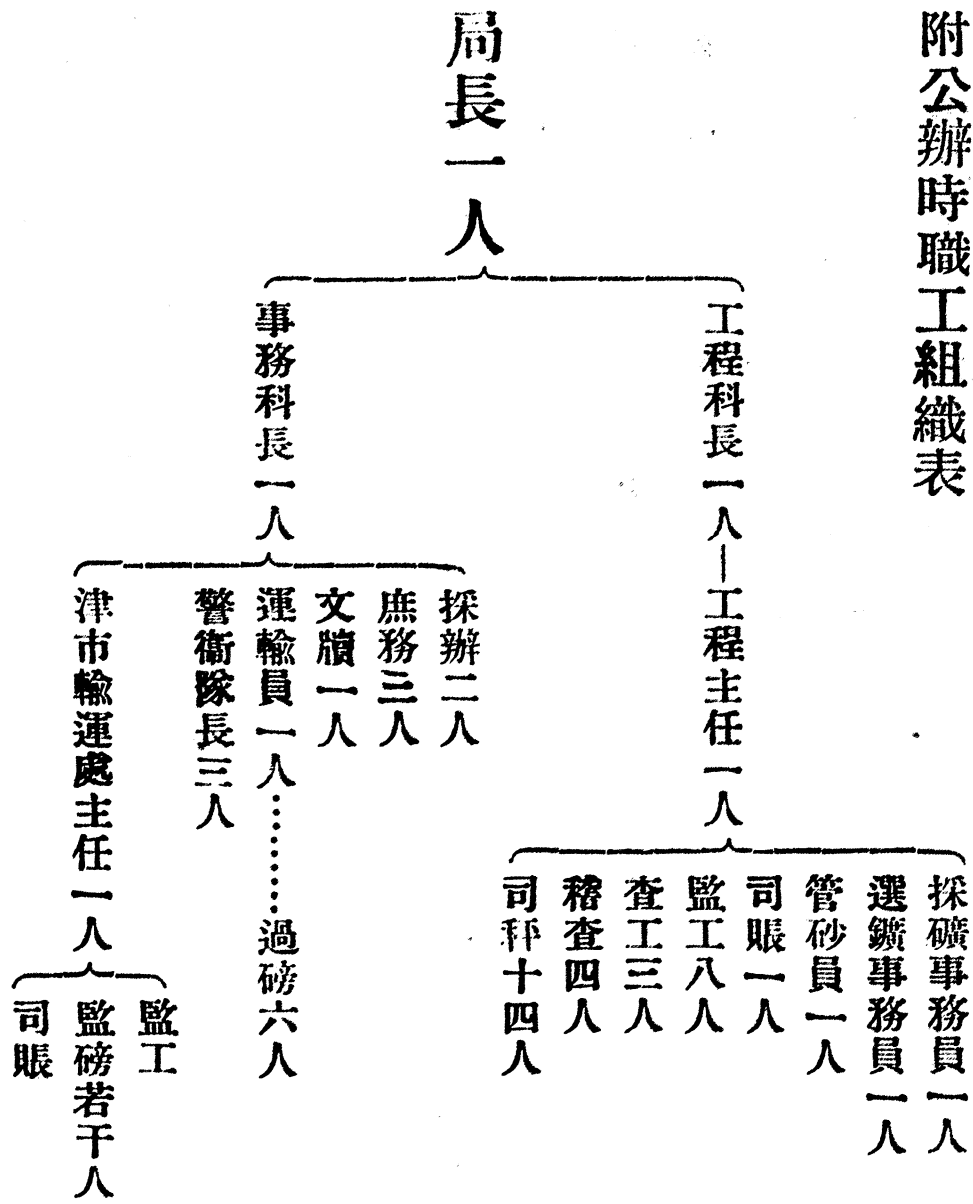 附公辦時職工組織表
局長一人
工程科長一人
工程主任一人
採礦事務員一人
選鑛事務員一人
管砂員一人
司賬一人
監工八人
查工三人
稽查四人
司秤十四人
事務科長一人
採辦二人
庶務三人
文牘一人
運輸員一人
過磅六人
警衞隊長三人
津市輸運處主任一人
監工
監磅若干人
司賬